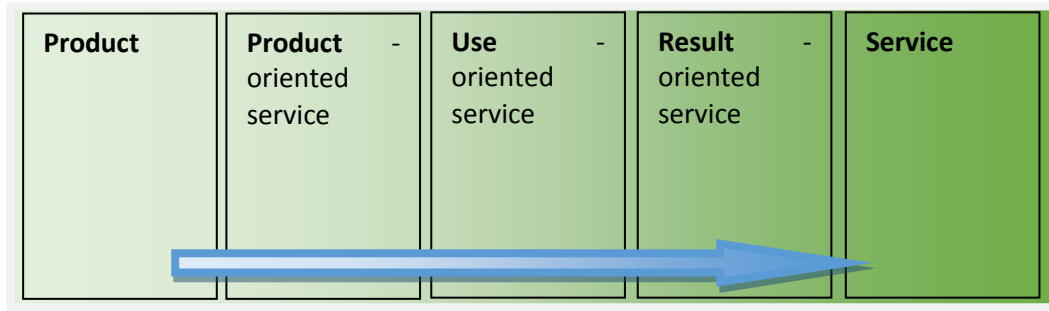 Product
Product -
oriented
service
Use -
oriented
service
Result -
oriented
service
Service